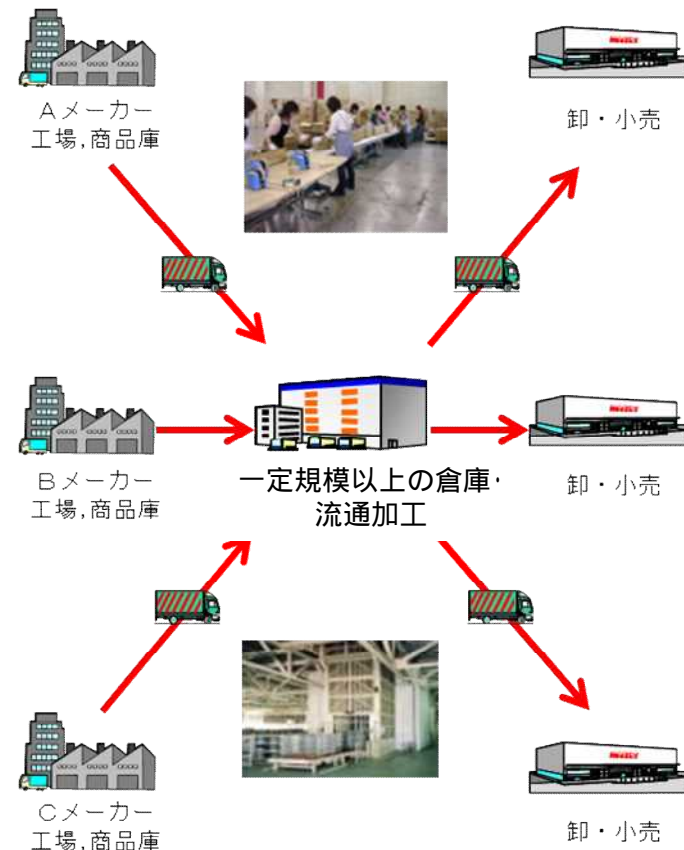 Aメーカー
工場,商品庫
卸・小売
Bメーカー
工場,商品庫
一定規模以上の倉庫・
流通加工
卸・小売
Cメーカー
工場,商品庫
卸・小売